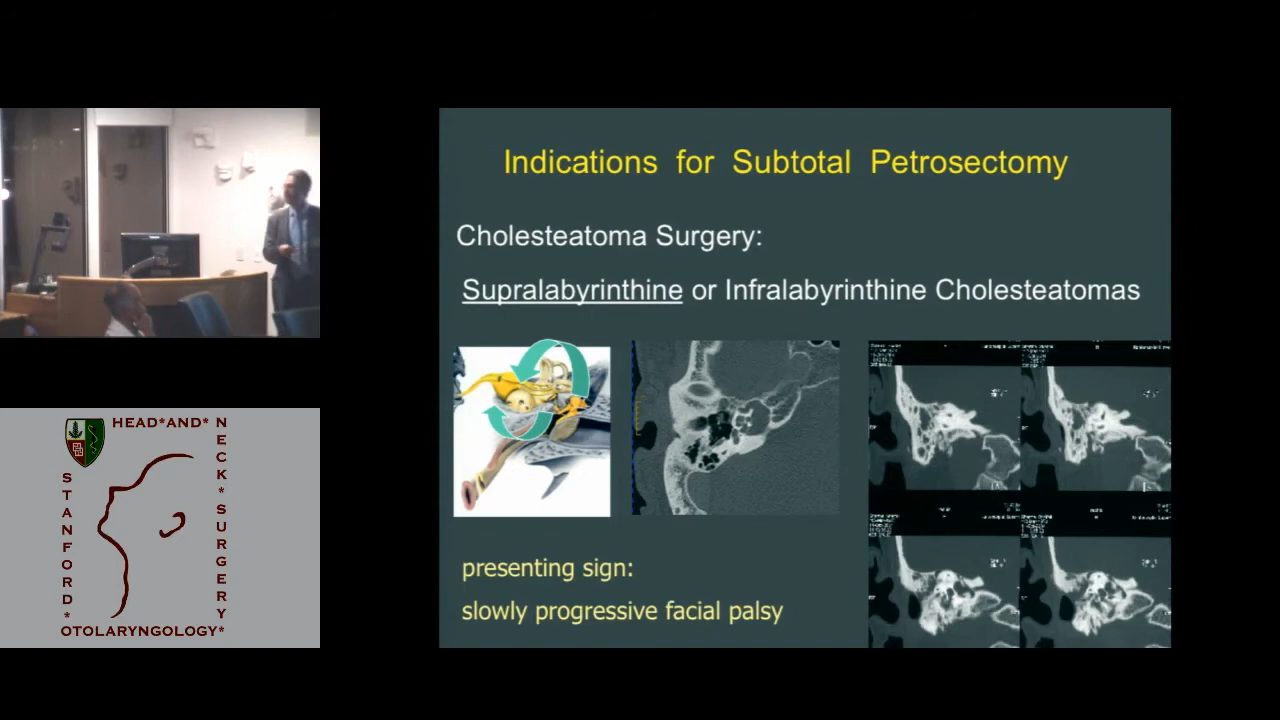 Indications for Subtotal Petrosectomy
Cholesteatoma Surgery:
Supralabyrinthine or Infralabyrinthine Cholesteatomas
presenting sign:
slowly progressive facial palsy
HEAD*AND*
NECK*SURGERY*
STANFORD*
OTOLARYNGOLOGY*